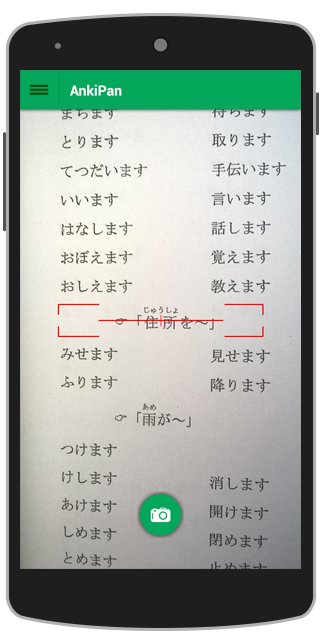 AnkiPan
まちます 待ちます
とります 取ります
てつだいます 手伝います
いいます 言います
はなします 話します
おぼえます 覚えます
おしえます 教えます
じゅうしょ
☞「住所を〜」
みせます 見せます
ふります 降ります
あめ
☞「雨が〜」
つけます
けします 消します
あけます 開けます
しめます 閉めます
とめます 止めます